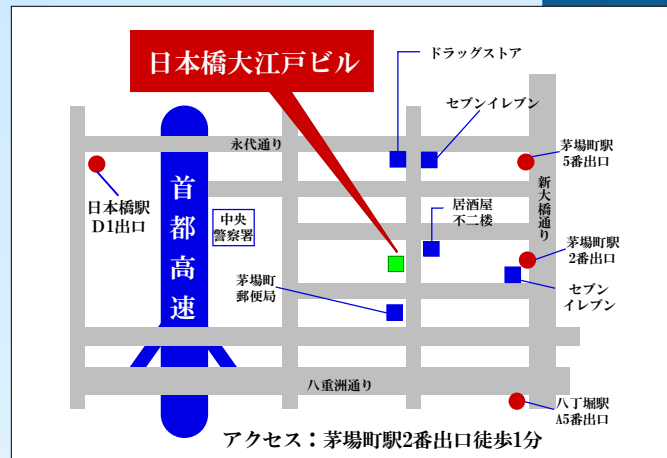 日本橋大江戸ビル
ドラッグストア
セブンイレブン
永代通り
茅場町駅
5番出口
日本橋駅
D1出口
首都高速
中央
警察署
居酒屋
不二楼
新大橋通り
茅場町駅
2番出口
茅場町
郵便局
セブン
イレブン
八重洲通り
八丁堀駅
A5番出口
アクセス：茅場町駅2番出口徒歩1分